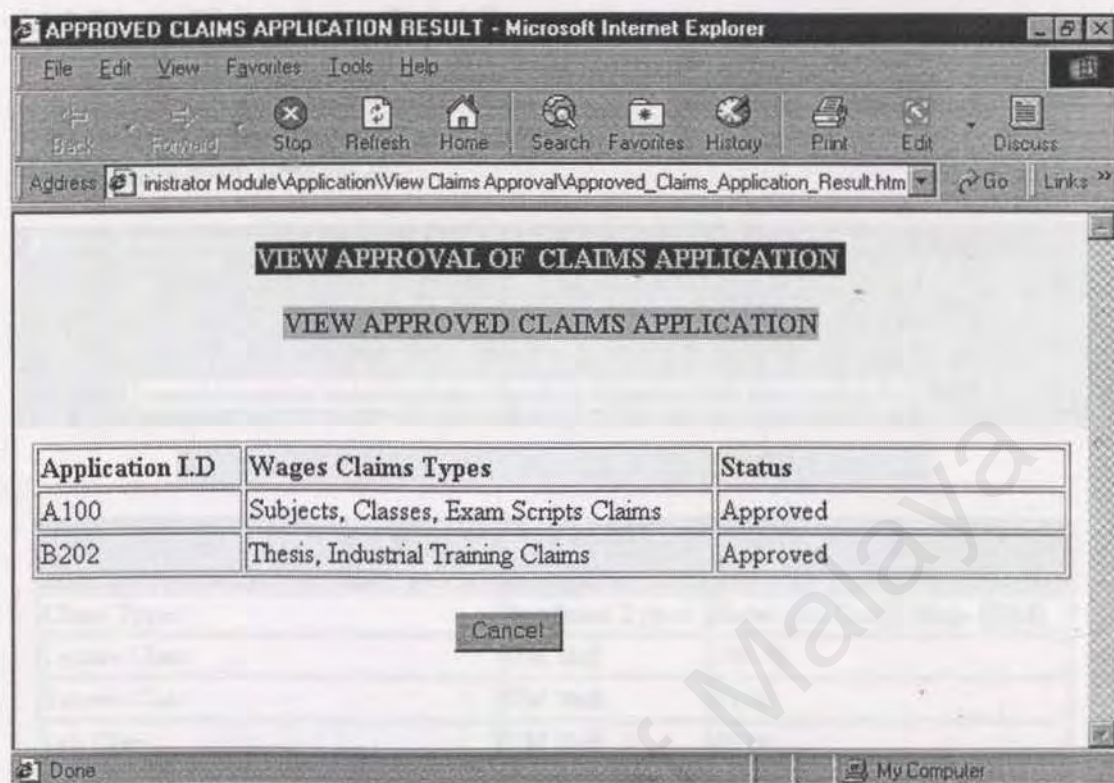 APPROVED CLAIMS APPLICATION RESULT - Microsoft Internet Explorer
File Edit View Favorites Tools Help
Back Forward Stop Refresh Home Search Favorites History Print Edit Discuss
Address inistrator Module\Application\View Claims Approval\Approved_Claims_Application_Result.htm Go Links »
VIEW APPROVAL OF CLAIMS APPLICATION
VIEW APPROVED CLAIMS APPLICATION
Application I.D Wages Claims Types Status
A100 Subjects, Classes, Exam Scripts Claims Approved
B202 Thesis, Industrial Training Claims Approved
Cancel
Done My Computer
of Malaya